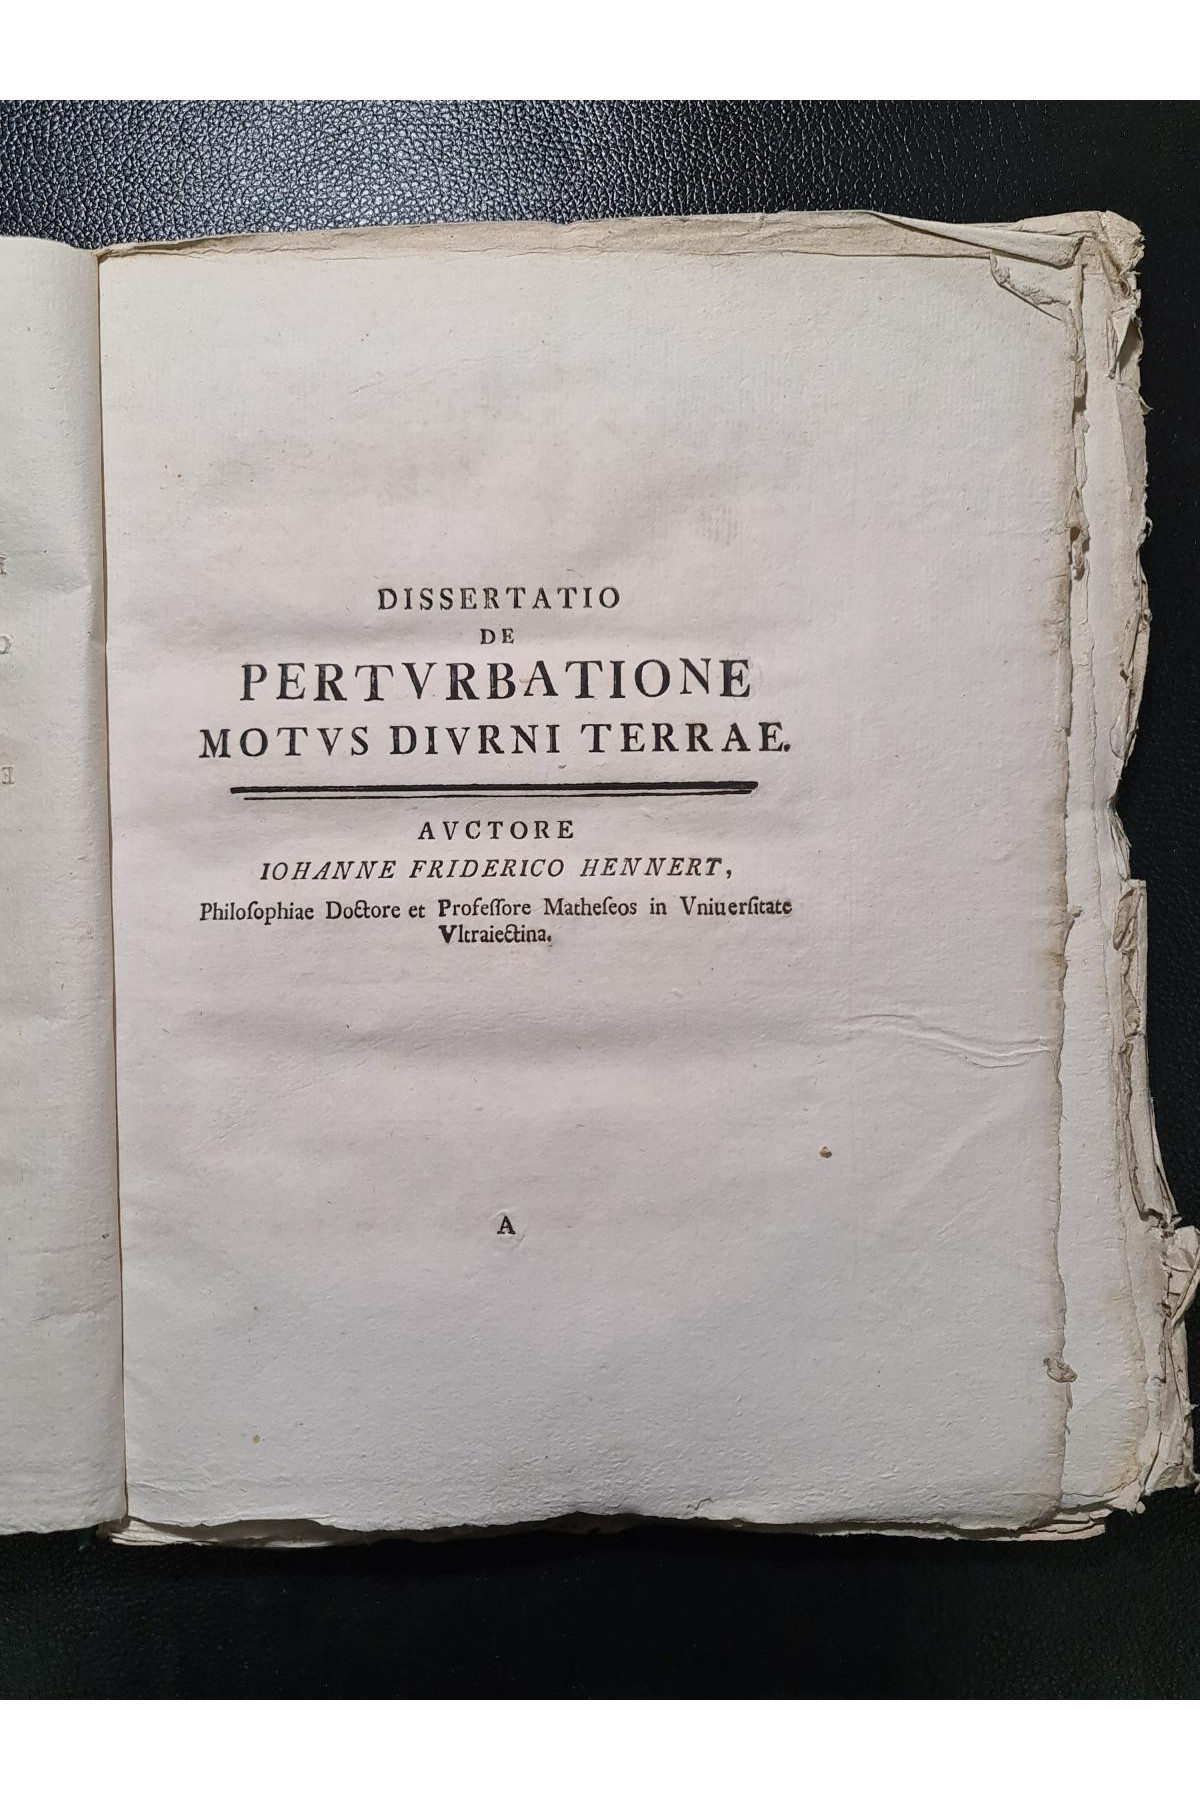 DISSERTATIO
DE
PERTVRBATIONE
MOTVS DIVRNI TERRAE.
AVCTORE
IOHANNE FRIDERICO HENNERT,
Philoſophiae Doctore et Profeſſore Matheſeos in Vniuerſitate
Vltraiectina.
A